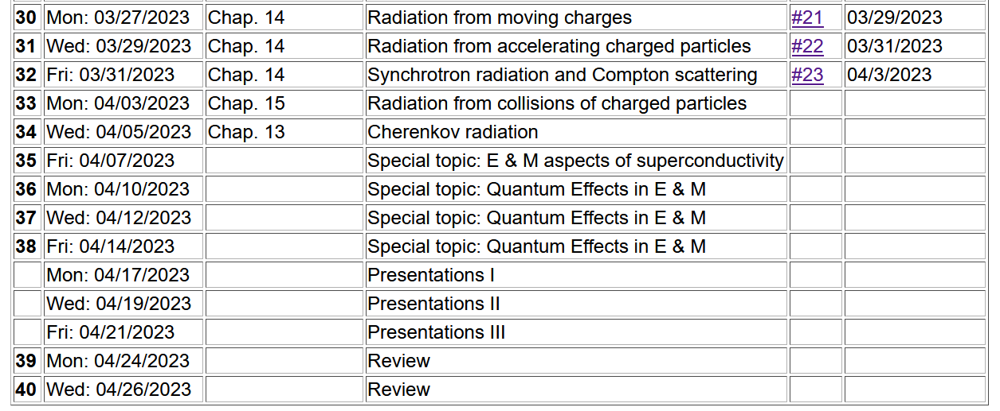 30 Mon: 03/27/2023 Chap. 14 Radiation from moving charges #21 03/29/2023
31 Wed: 03/29/2023 Chap. 14 Radiation from accelerating charged particles #22 03/31/2023
32 Fri: 03/31/2023 Chap. 14 Synchrotron radiation and Compton scattering #23 04/3/2023
33 Mon: 04/03/2023 Chap. 15 Radiation from collisions of charged particles
34 Wed: 04/05/2023 Chap. 13 Cherenkov radiation
35 Fri: 04/07/2023 Special topic: E & M aspects of superconductivity
36 Mon: 04/10/2023 Special topic: Quantum Effects in E & M
37 Wed: 04/12/2023 Special topic: Quantum Effects in E & M
38 Fri: 04/14/2023 Special topic: Quantum Effects in E & M
Mon: 04/17/2023 Presentations I
Wed: 04/19/2023 Presentations II
Fri: 04/21/2023 Presentations III
39 Mon: 04/24/2023 Review
40 Wed: 04/26/2023 Review